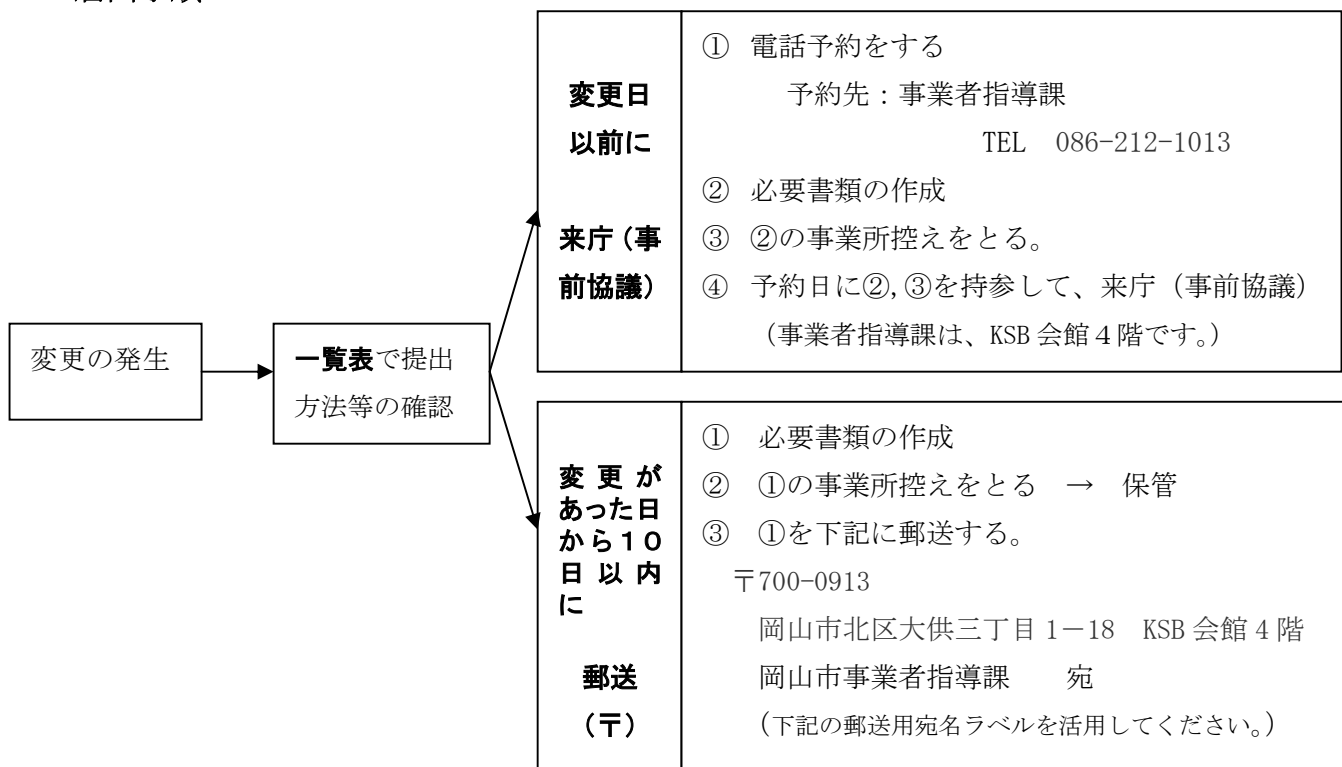 変更の発生
一覧表で提出
方法等の確認
変更日
以前に
来庁（事
前協議）
① 電話予約をする
予約先：事業者指導課
TEL 086-212-1013
② 必要書類の作成
③ ②の事業所控えをとる。
④ 予約日に②,③を持参して、来庁（事前協議）
（事業者指導課は、KSB会館４階です。）
変更が
あった日
から１０
日以内
に
郵送
（〒）
① 必要書類の作成
② ①の事業所控えをとる → 保管
③ ①を下記に郵送する。
〒700-0913
岡山市北区大供三丁目1－18 KSB会館4階
岡山市事業者指導課 宛
（下記の郵送用宛名ラベルを活用してください。）